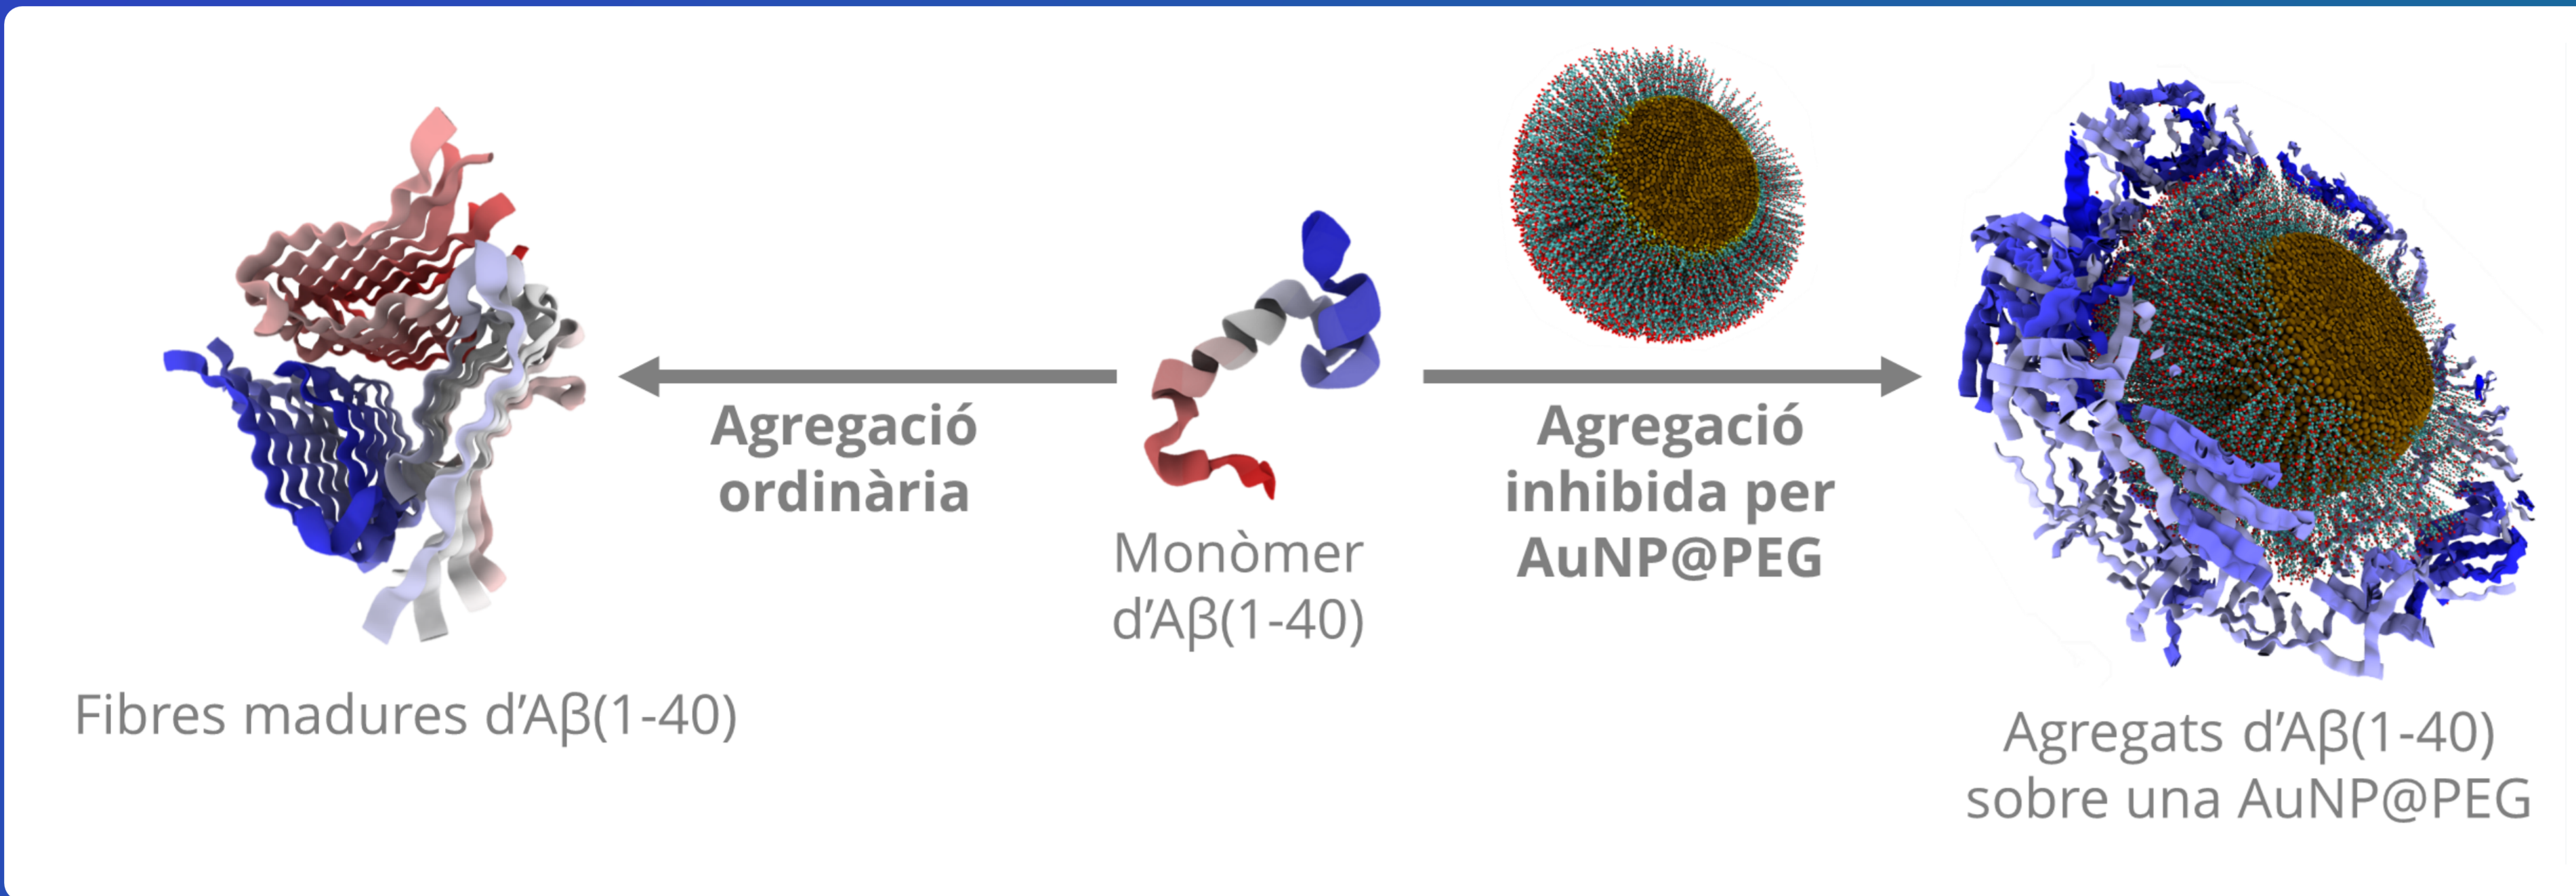 Agregació
ordinària
Monòmer
d’Aβ(1-40)
Agregació
inhibida per
AuNP@PEG
Fibres madures d’Aβ(1-40)
Agregats d’Aβ(1-40)
sobre una AuNP@PEG